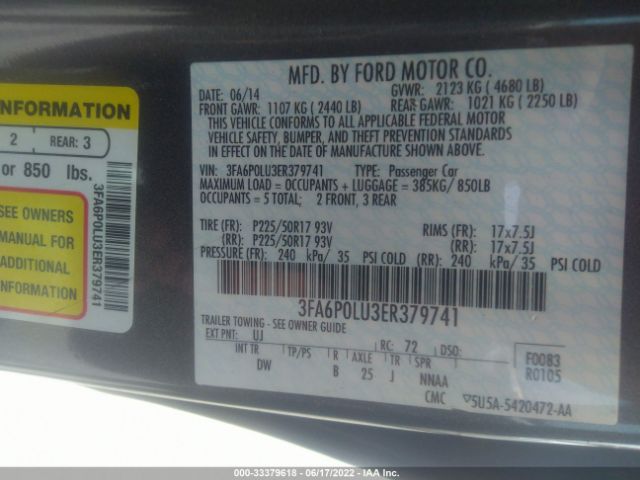 INFORMATION
2 REAR: 3
or 850 lbs.
SEE OWNERS
MANUAL FOR
ADDITIONAL
INFORMATION
3FA6P0LU3ER379741
MFD. BY FORD MOTOR CO.
DATE: 06/14 GVWR: 2123 KG ( 4680 LB)
FRONT GAWR: 1107 KG ( 2440 LB) REAR GAWR: 1021 KG ( 2250 LB)
THIS VEHICLE CONFORMS TO ALL APPLICABLE FEDERAL MOTOR
VEHICLE SAFETY, BUMPER, AND THEFT PREVENTION STANDARDS
IN EFFECT ON THE DATE OF MANUFACTURE SHOWN ABOVE.
VIN: 3FA6P0LU3ER379741 TYPE: Passenger Car
MAXIMUM LOAD = OCCUPANTS + LUGGAGE = 385KG/ 850LB
OCCUPANTS = 5 TOTAL; 2 FRONT, 3 REAR
TIRE (FR): P225/50R17 93V RIMS (FR): 17x7.5J
(RR): P225/50R17 93V (RR): 17x7.5J
PRESSURE (FR): 240 kPa/ 35 PSI COLD (RR): 240 kPa/ 35 PSI COLD
3FA6P0LU3ER379741
TRAILER TOWING - SEE OWNER GUIDE
EXT PNT: UJ RC: 72 DSO: F0083
INT TR TP/PS R AXLE TR SPR R0105
DW B 25 J NNAA
CMC 5U5A-5420472-AA
000-33379618 - 06/17/2022 - IAA Inc.